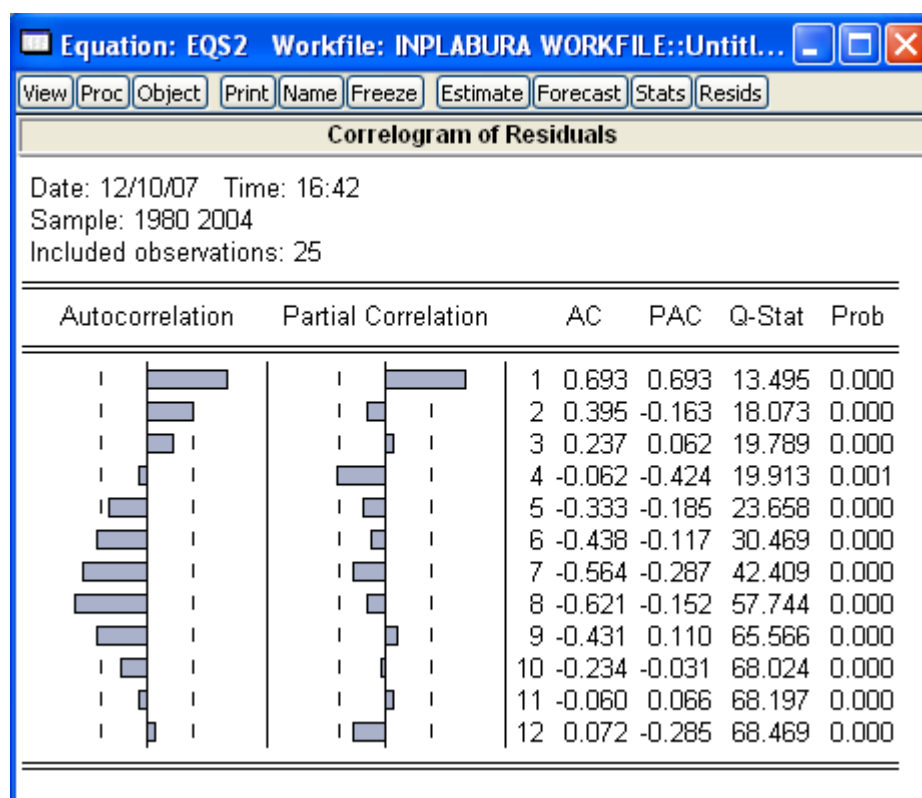 Equation: EQS2 Workfile: INPLABURA WORKFILE::Untitl...
View Proc Object Print Name Freeze Estimate Forecast Stats Resids
Correlogram of Residuals
Date: 12/10/07 Time: 16:42
Sample: 1980 2004
Included observations: 25
Autocorrelation Partial Correlation AC PAC Q-Stat Prob
1 0.693 0.693 13.495 0.000
2 0.395 -0.163 18.073 0.000
3 0.237 0.062 19.789 0.000
4 -0.062 -0.424 19.913 0.001
5 -0.333 -0.185 23.658 0.000
6 -0.438 -0.117 30.469 0.000
7 -0.564 -0.287 42.409 0.000
8 -0.621 -0.152 57.744 0.000
9 -0.431 0.110 65.566 0.000
10 -0.234 -0.031 68.024 0.000
11 -0.060 0.066 68.197 0.000
12 0.072 -0.285 68.469 0.000